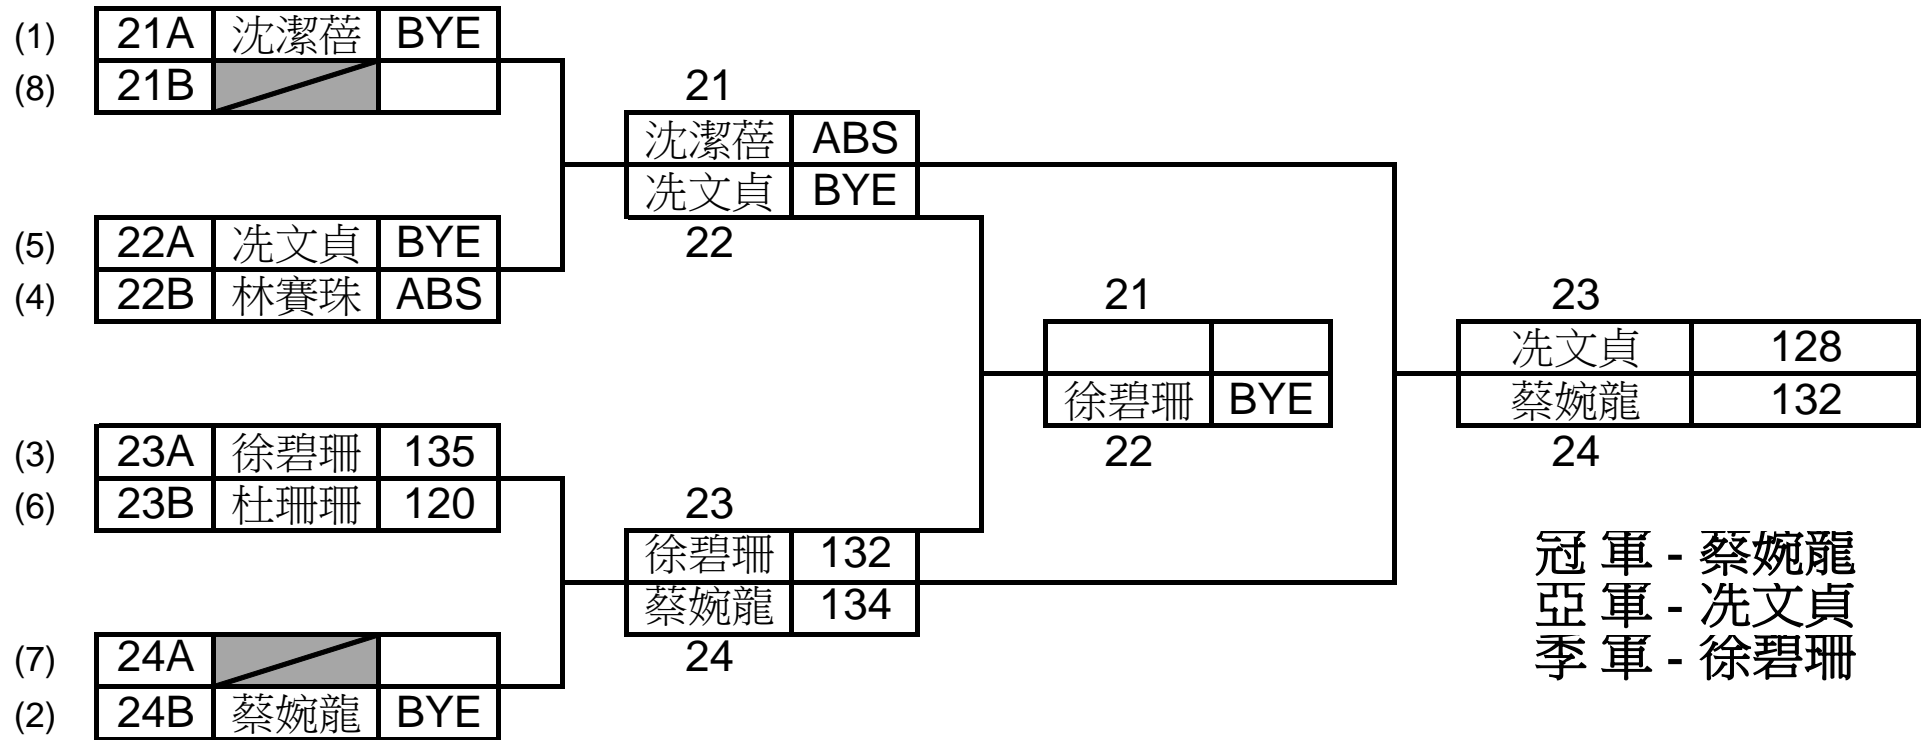 (1) 21A 沈潔蓓 BYE
(8) 21B
21
沈潔蓓 ABS
冼文貞 BYE
22
(5) 22A 冼文貞 BYE
(4) 22B 林賽珠 ABS
21
徐碧珊 BYE
22
23
冼文貞 128
蔡婉龍 132
24
(3) 23A 徐碧珊 135
(6) 23B 杜珊珊 120
23
徐碧珊 132
蔡婉龍 134
24
(7) 24A
(2) 24B 蔡婉龍 BYE
冠 軍 - 蔡婉龍
亞 軍 - 冼文貞
季 軍 - 徐碧珊